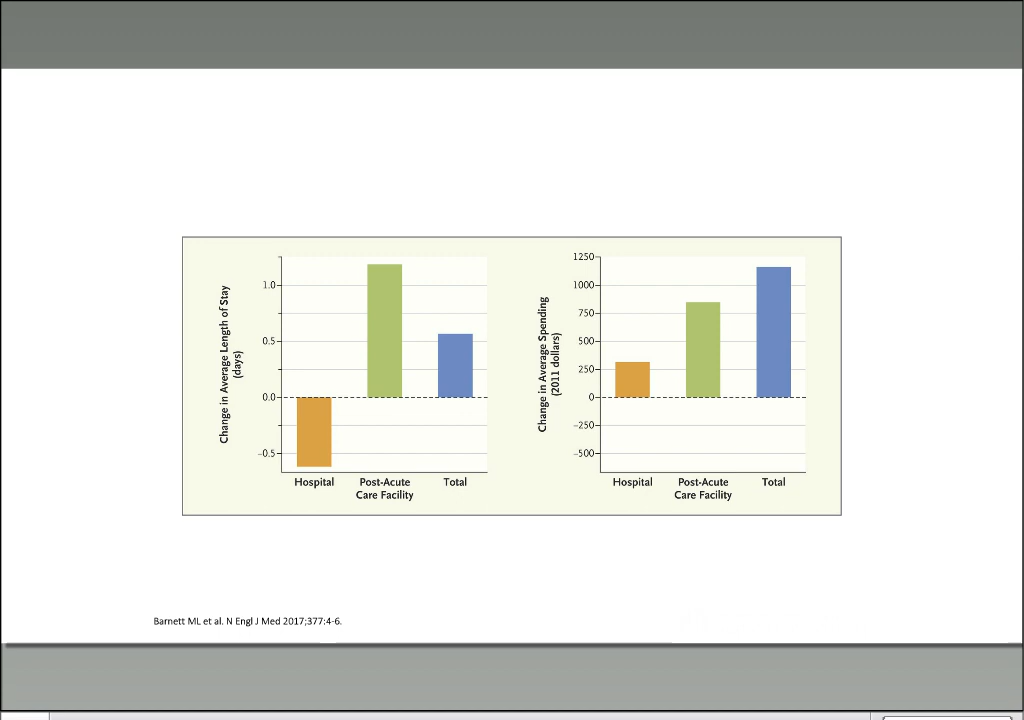 Change in Average Length of Stay
(days)
1.0
0.5
0.0
−0.5
Hospital
Post-Acute
Care Facility
Total
Change in Average Spending
(2011 dollars)
1250
1000
750
500
250
0
−250
−500
Hospital
Post-Acute
Care Facility
Total
Barnett ML et al. N Engl J Med 2017;377:4-6.